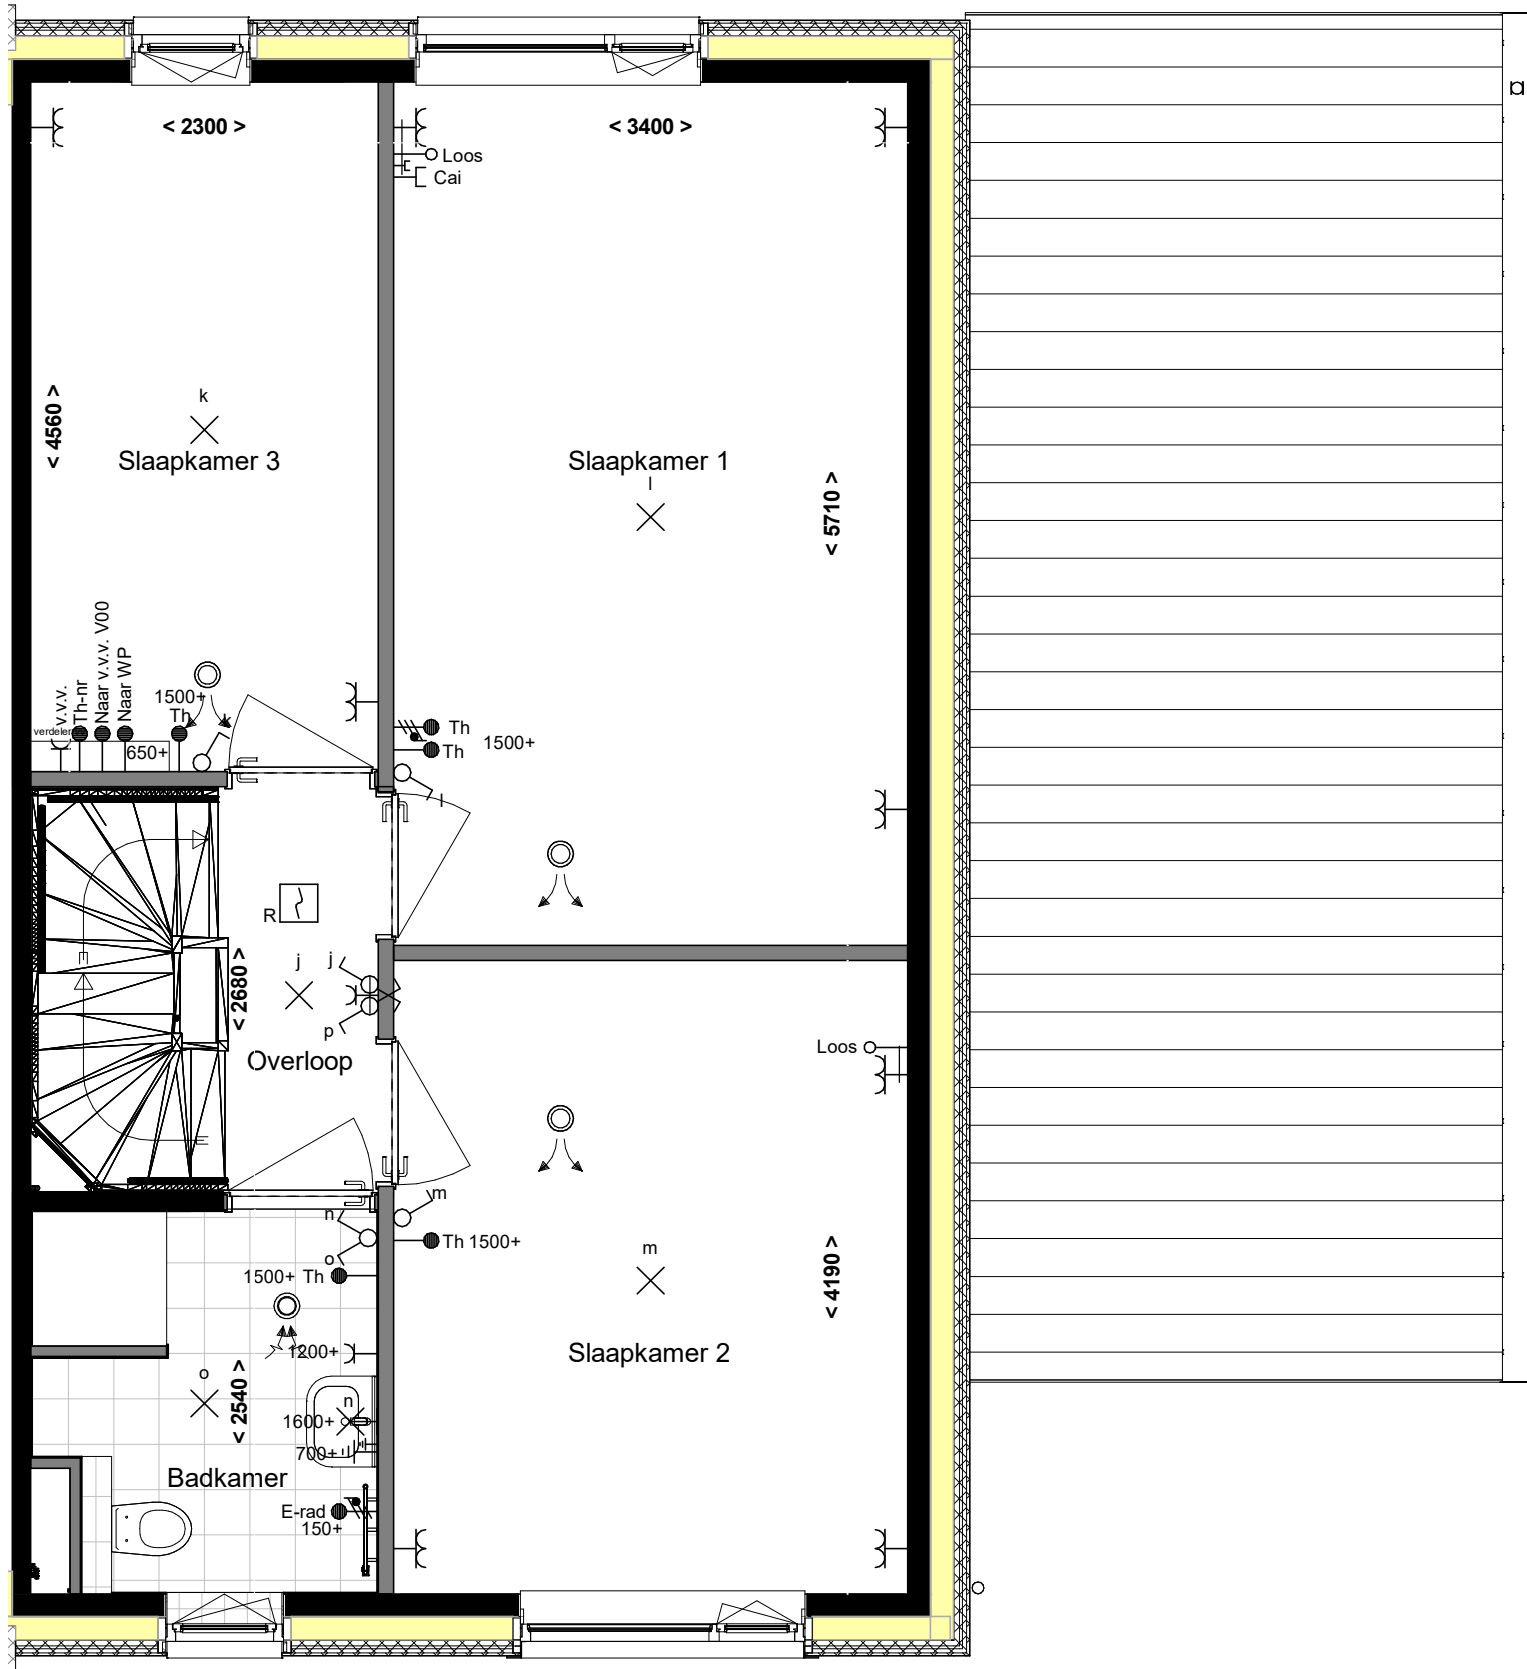 < 2300 >
< 3400 >
Loos
Cai
k
< 4560 >
Slaapkamer 3
Slaapkamer 1
l
< 5710 >
v.v.v.
Th-nr
Naar v.v.v. V00
Naar WP
1500+
Th
k
verdeler
650+
Th
Th
1500+
l
R
< 2680 >
j
j
p
Overloop
Loos
m
n
o
Th 1500+
1500+ Th
m
< 4190 >
1200+
Slaapkamer 2
o
< 2540 >
n
1600+
700+
Badkamer
E-rad
150+